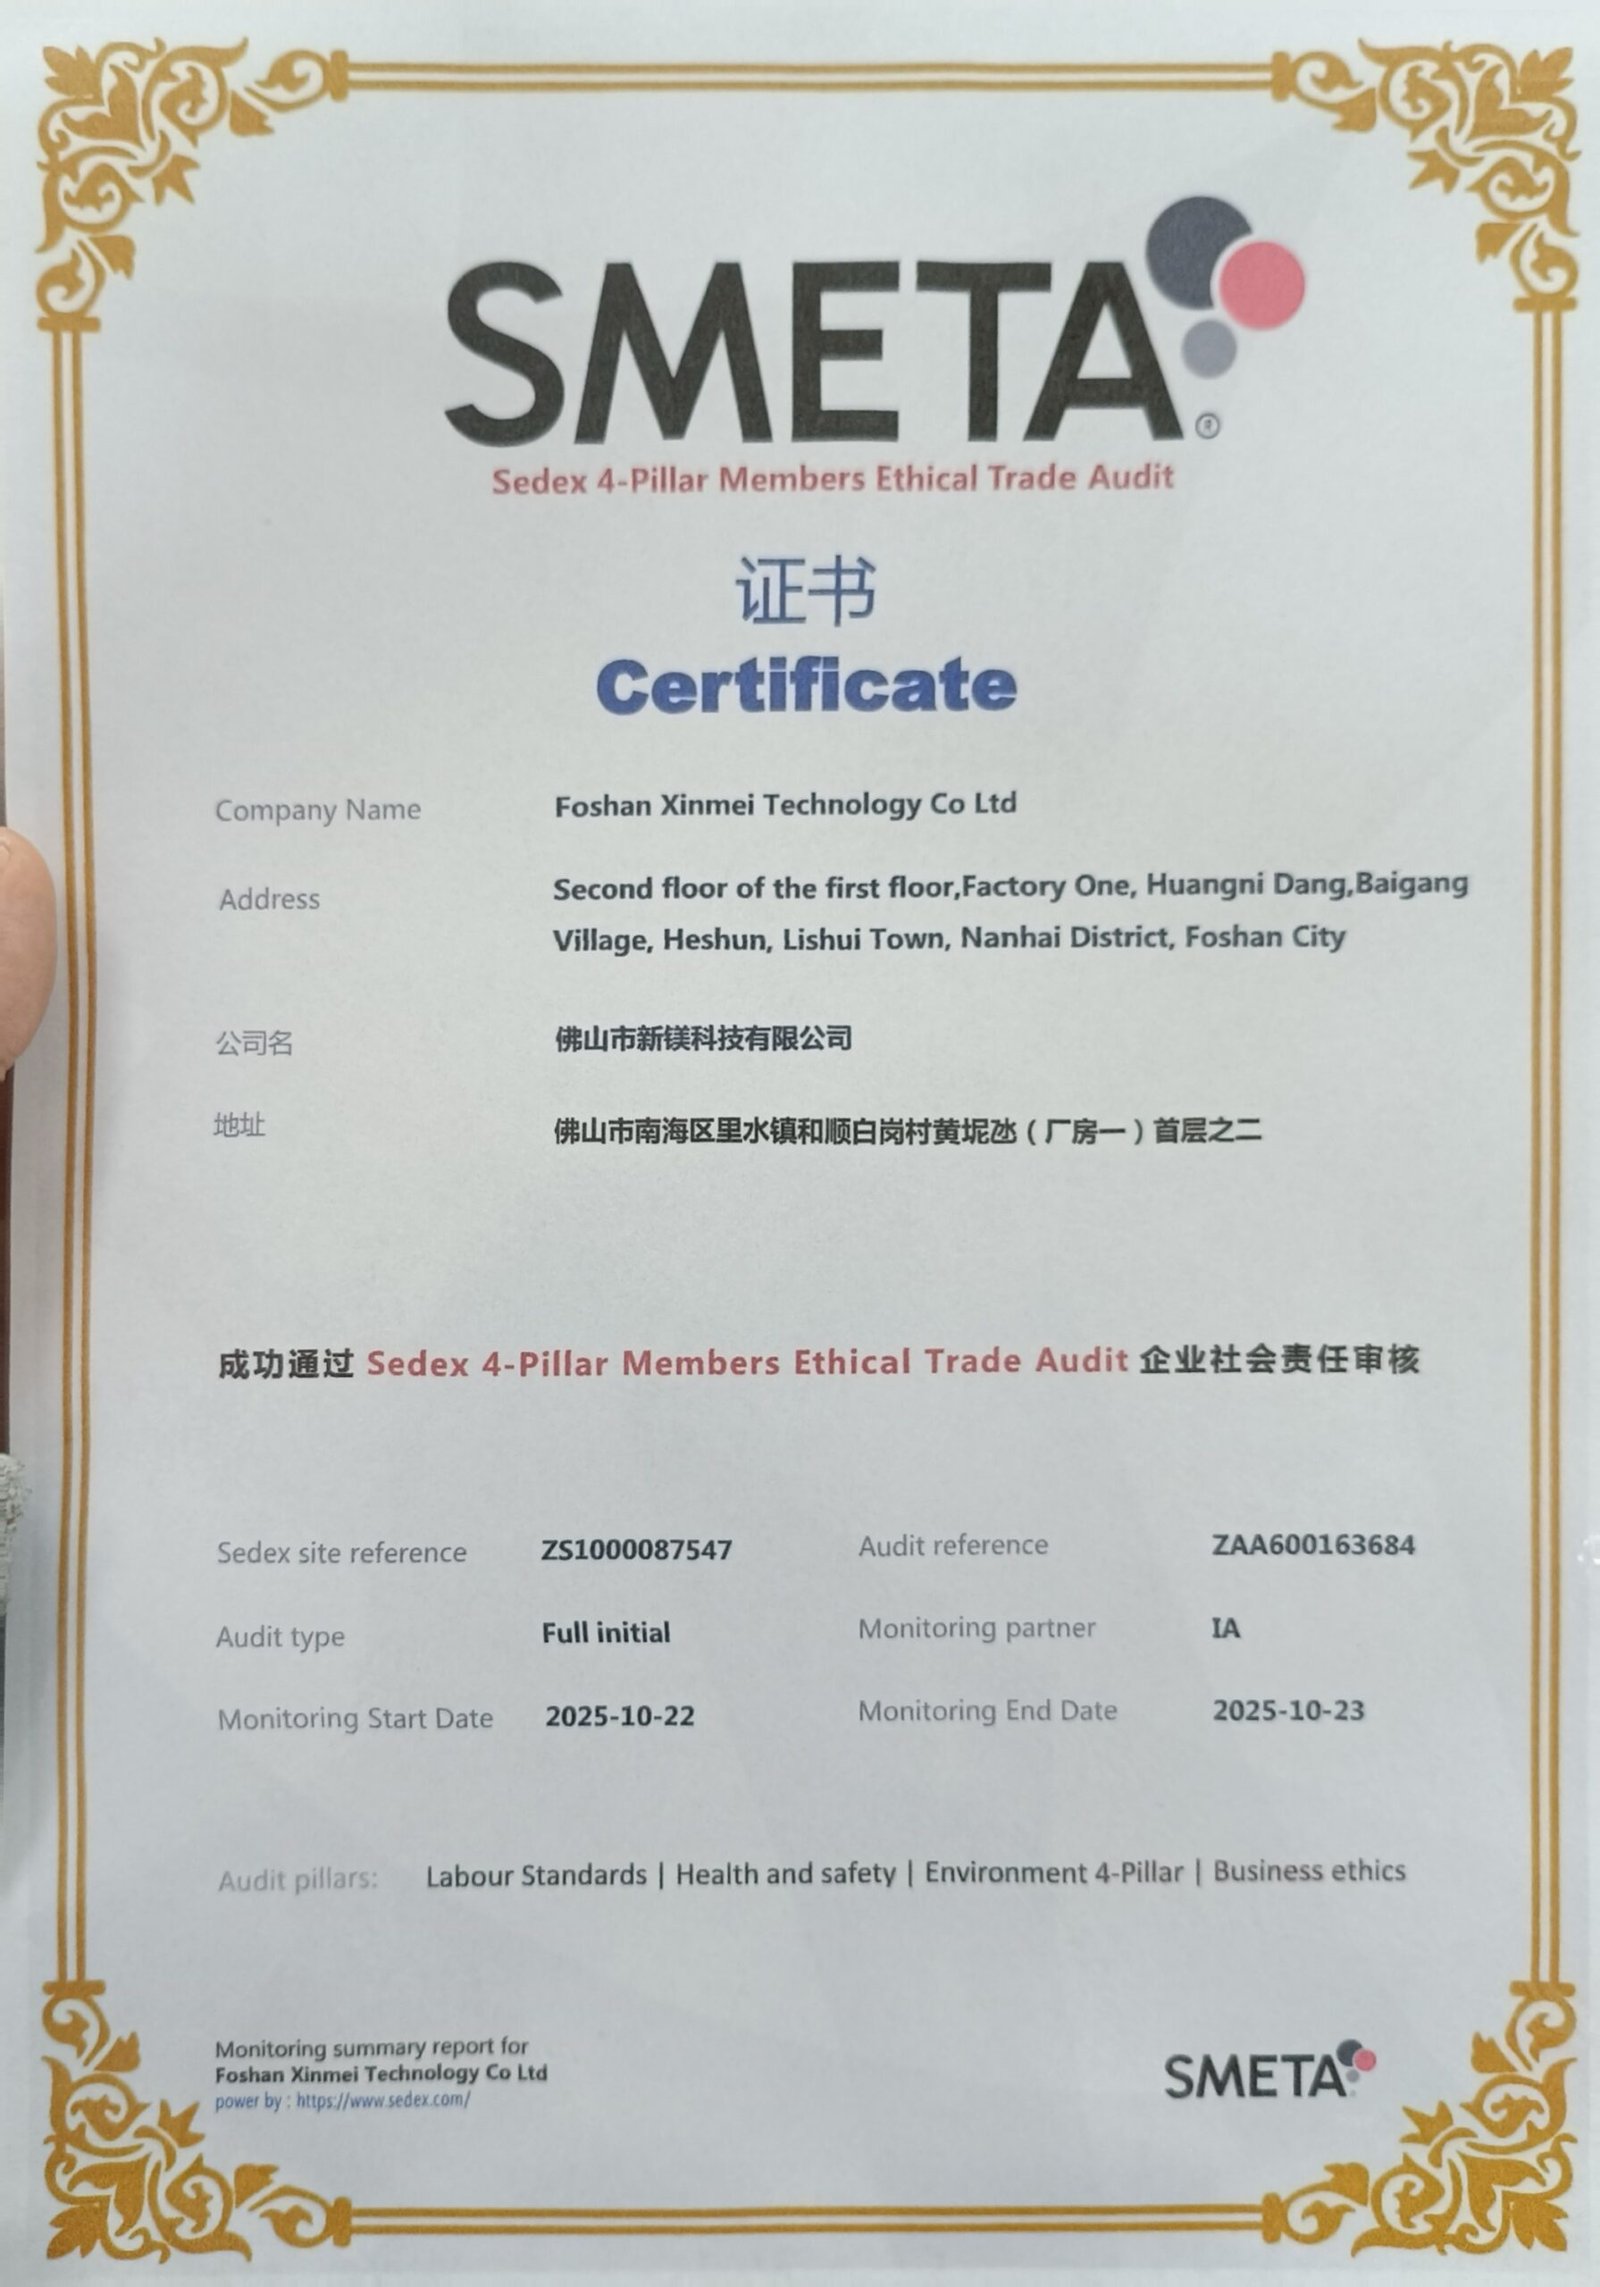 SMETA®
Sedex 4-Pillar Members Ethical Trade Audit
证书
Certificate
Company Name Foshan Xinmei Technology Co Ltd
Address Second floor of the first floor,Factory One, Huangni Dang,Baigang
Village, Heshun, Lishui Town, Nanhai District, Foshan City
公司名 佛山市新镁科技有限公司
地址 佛山市南海区里水镇和顺白岗村黄坭氹（厂房一）首层之二
成功通过 Sedex 4-Pillar Members Ethical Trade Audit 企业社会责任审核
Sedex site reference ZS1000087547 Audit reference ZAA600163684
Audit type Full initial Monitoring partner IA
Monitoring Start Date 2025-10-22 Monitoring End Date 2025-10-23
Audit pillars: Labour Standards | Health and safety | Environment 4-Pillar | Business ethics
Monitoring summary report for
Foshan Xinmei Technology Co Ltd
power by : https://www.sedex.com/
SMETA